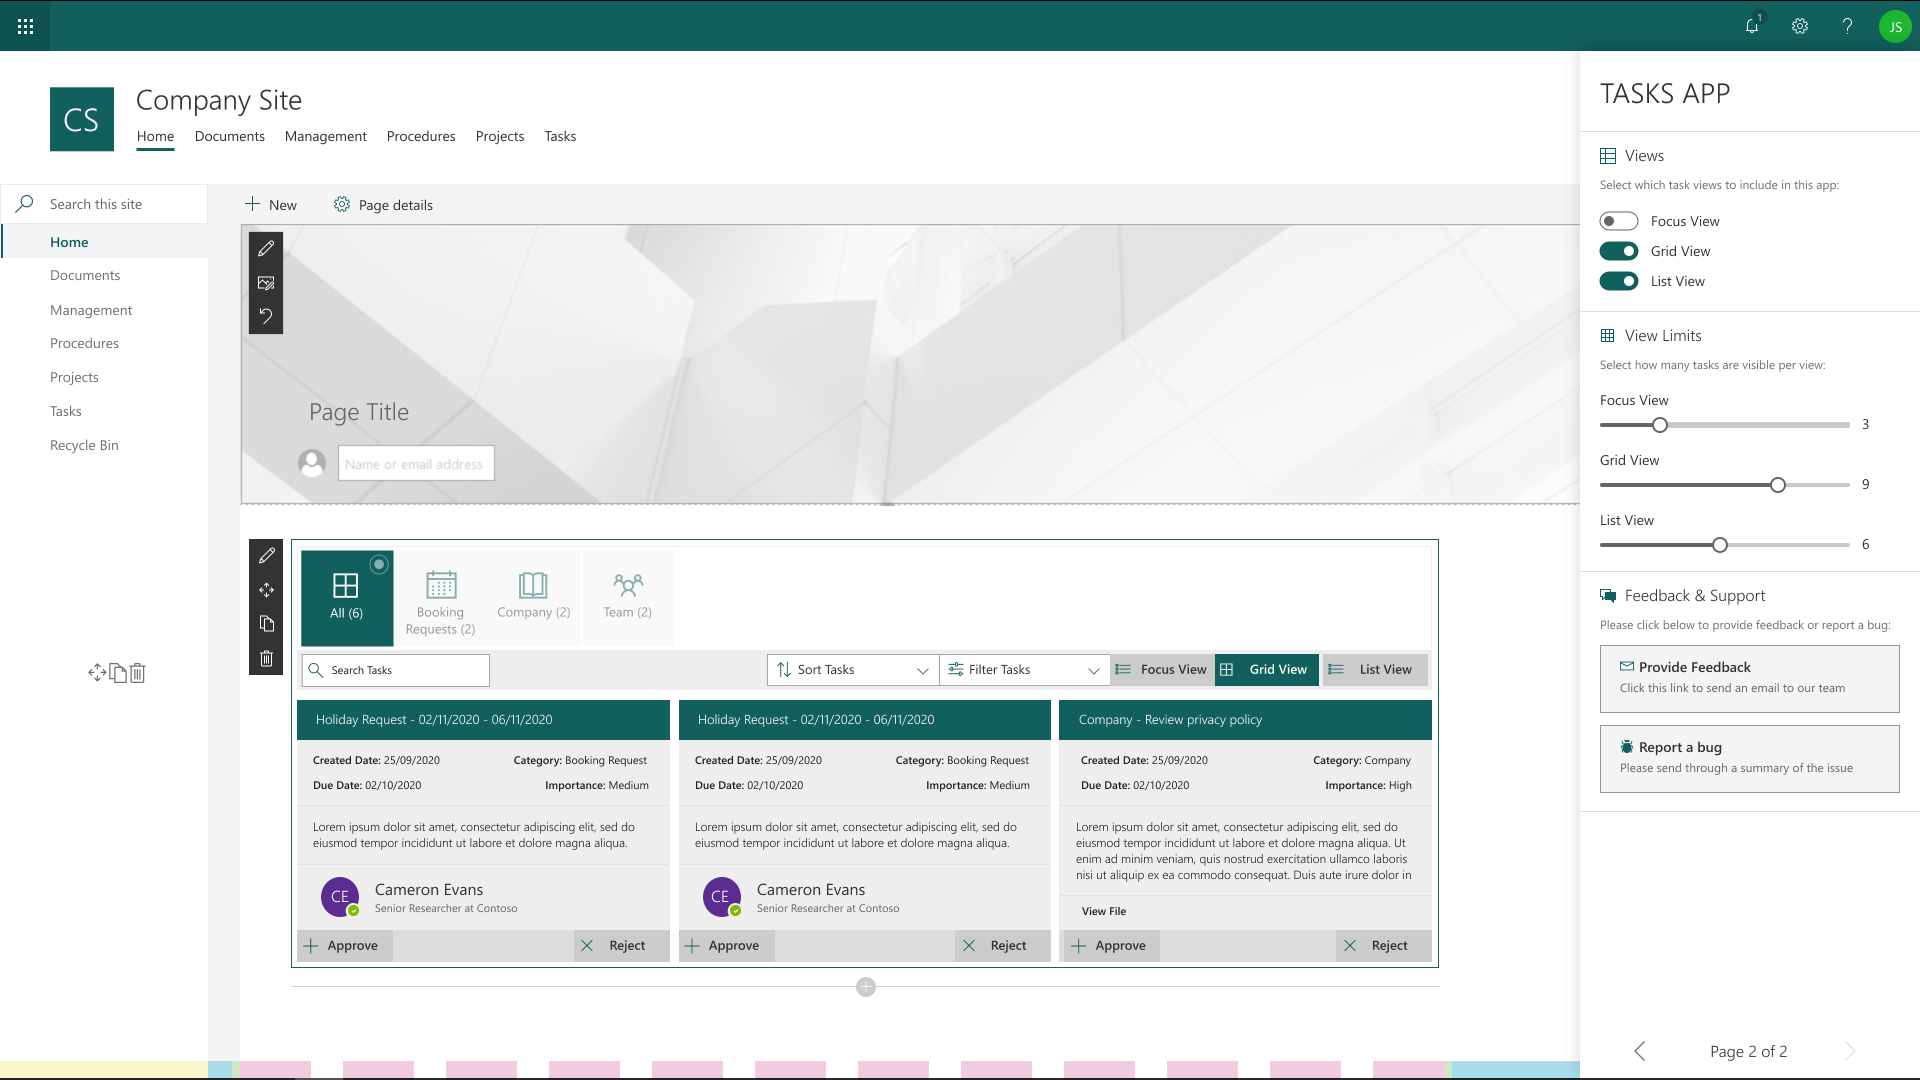 1
JS
CS
Company Site
Home Documents Management Procedures Projects Tasks
Search this site
Home
Documents
Management
Procedures
Projects
Tasks
Recycle Bin
New
Page details
Page Title
Name or email address
All (6)
Booking
Requests (2)
Company (2)
Team (2)
Search Tasks
Sort Tasks
Filter Tasks
Focus View
Grid View
List View
Holiday Request - 02/11/2020 - 06/11/2020
Created Date: 25/09/2020
Category: Booking Request
Due Date: 02/10/2020
Importance: Medium
Lorem ipsum dolor sit amet, consectetur adipiscing elit, sed do
eiusmod tempor incididunt ut labore et dolore magna aliqua.
CE
Cameron Evans
Senior Researcher at Contoso
Approve
Reject
Holiday Request - 02/11/2020 - 06/11/2020
Created Date: 25/09/2020
Category: Booking Request
Due Date: 02/10/2020
Importance: Medium
Lorem ipsum dolor sit amet, consectetur adipiscing elit, sed do
eiusmod tempor incididunt ut labore et dolore magna aliqua.
CE
Cameron Evans
Senior Researcher at Contoso
Approve
Reject
Company - Review privacy policy
Created Date: 25/09/2020
Category: Company
Due Date: 02/10/2020
Importance: High
Lorem ipsum dolor sit amet, consectetur adipiscing elit, sed do
eiusmod tempor incididunt ut labore et dolore magna aliqua. Ut
enim ad minim veniam, quis nostrud exercitation ullamco laboris
nisi ut aliquip ex ea commodo consequat. Duis aute irure dolor in
View File
Approve
Reject
TASKS APP
Views
Select which task views to include in this app:
Focus View
Grid View
List View
View Limits
Select how many tasks are visible per view:
Focus View
3
Grid View
9
List View
6
Feedback & Support
Please click below to provide feedback or report a bug:
Provide Feedback
Click this link to send an email to our team
Report a bug
Please send through a summary of the issue
Page 2 of 2